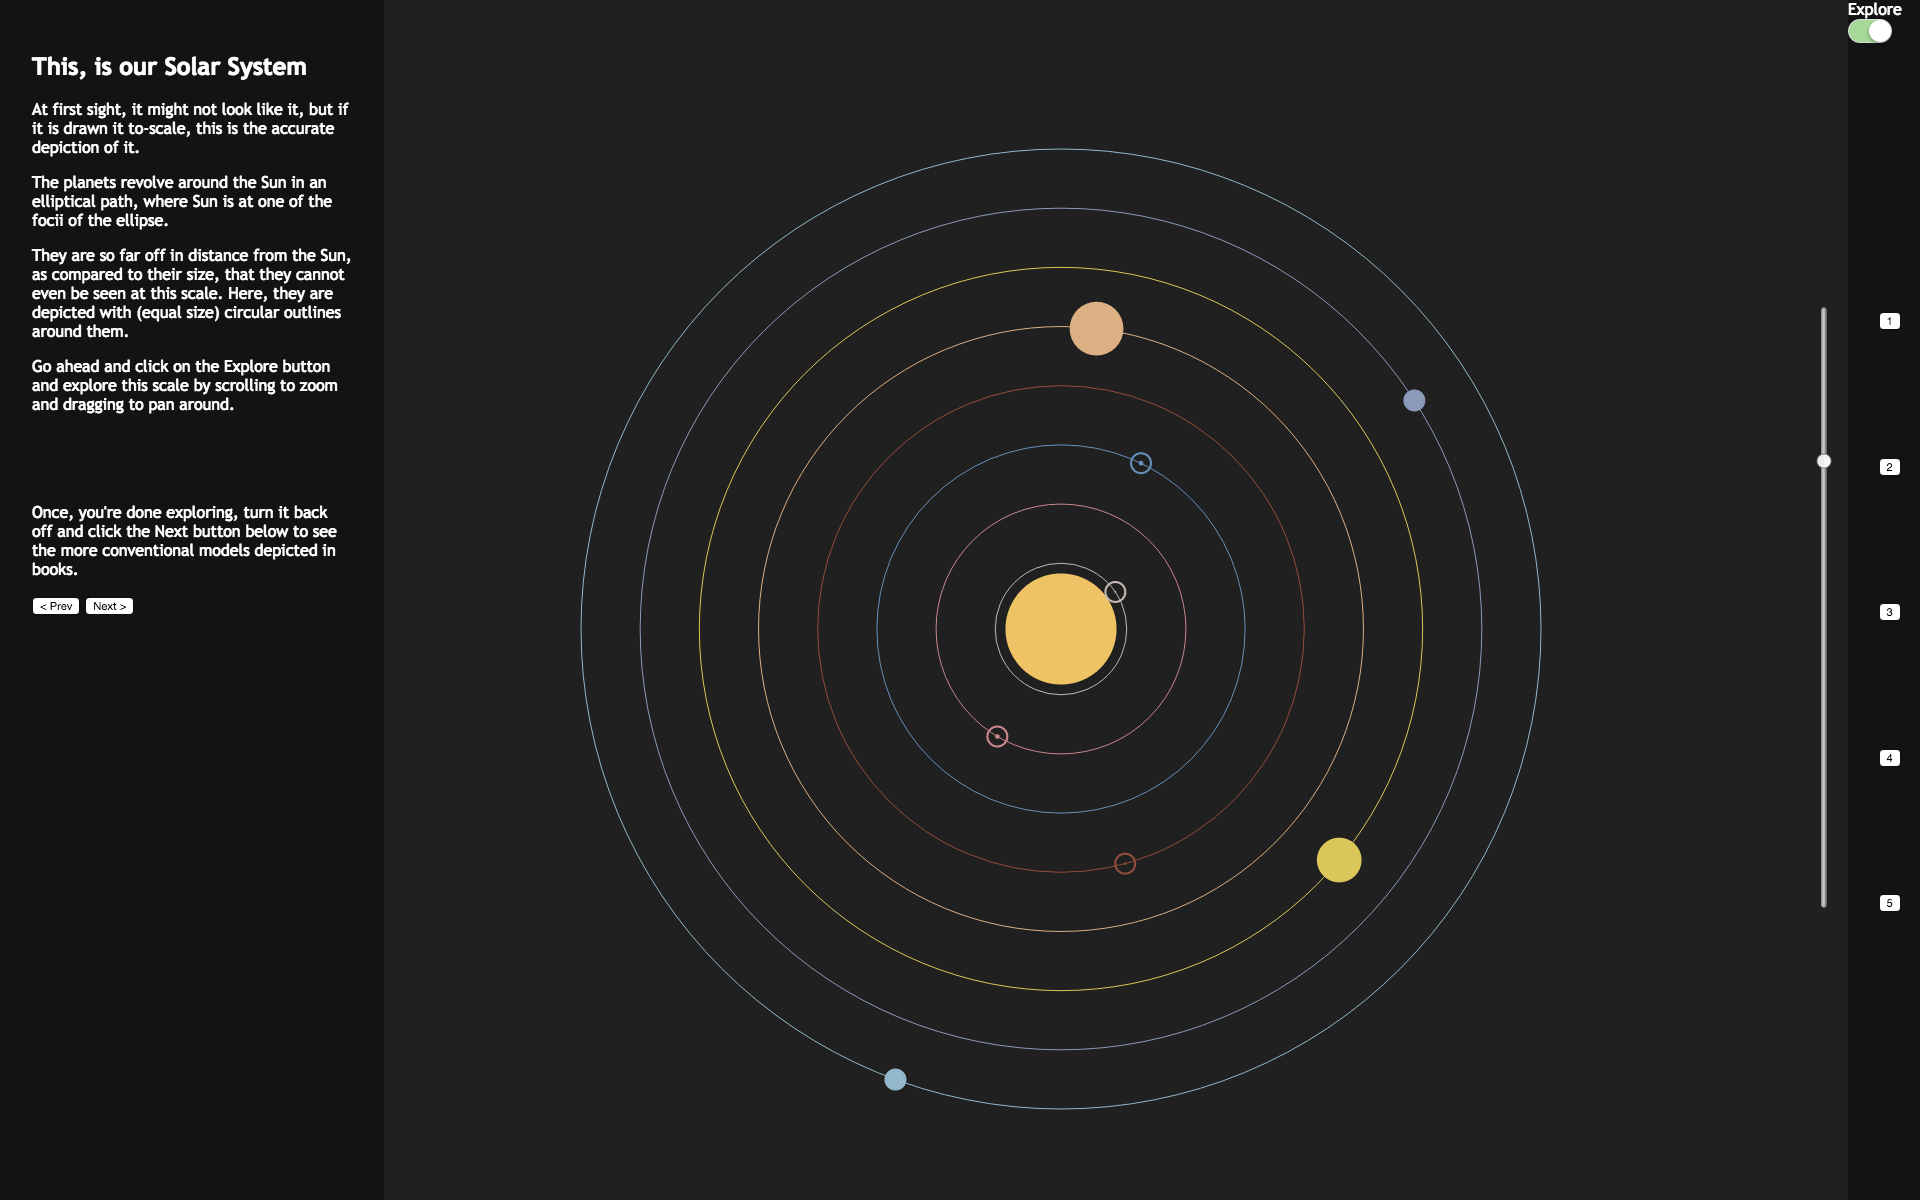 Explore
This, is our Solar System
At first sight, it might not look like it, but if
it is drawn it to-scale, this is the accurate
depiction of it.
The planets revolve around the Sun in an
elliptical path, where Sun is at one of the
focii of the ellipse.
They are so far off in distance from the Sun,
as compared to their size, that they cannot
even be seen at this scale. Here, they are
depicted with (equal size) circular outlines
around them.
Go ahead and click on the Explore button
and explore this scale by scrolling to zoom
and dragging to pan around.
Once, you're done exploring, turn it back
off and click the Next button below to see
the more conventional models depicted in
books.
< Prev Next >
1
2
3
4
5